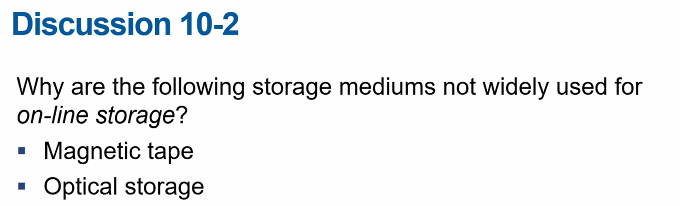 Discussion 10-2
Why are the following storage mediums not widely used for
on-line storage?
▪ Magnetic tape
▪ Optical storage